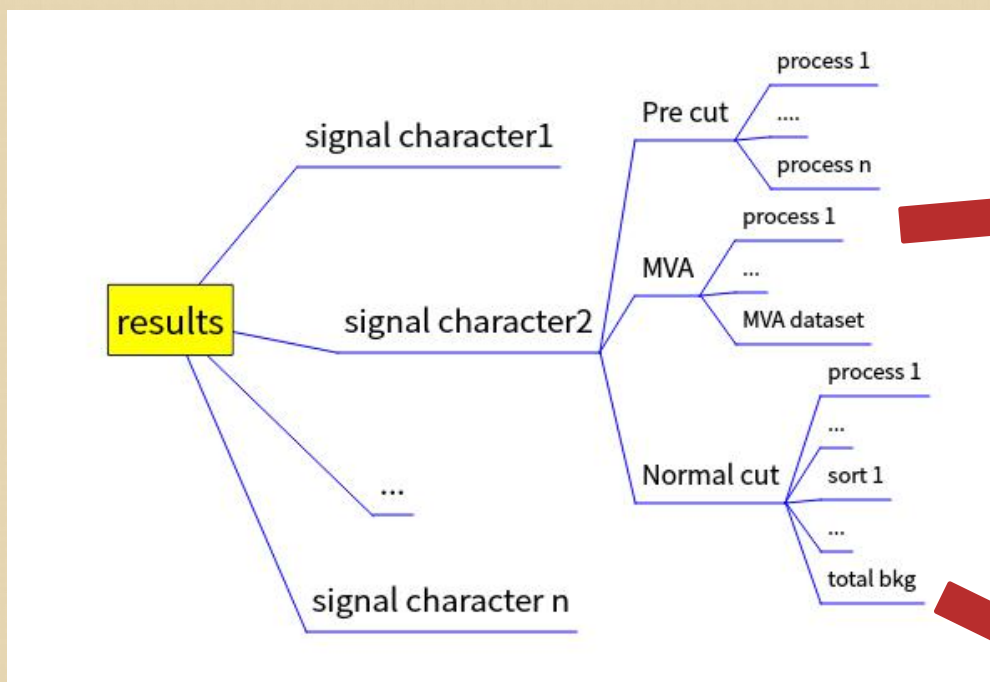 results
signal character1
signal character2
...
signal character n
Pre cut
process 1
....
process n
MVA
process 1
...
MVA dataset
Normal cut
process 1
...
sort 1
...
total bkg